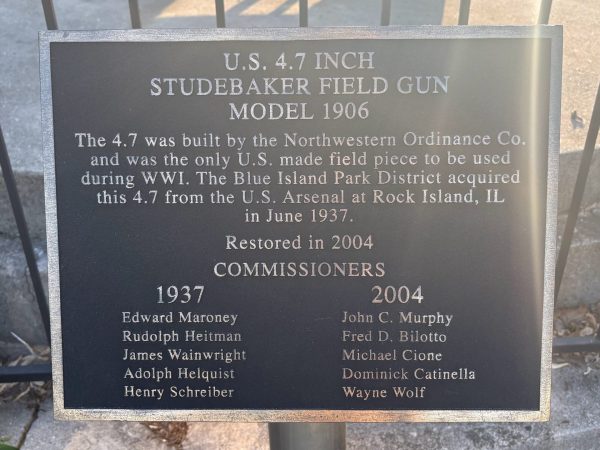 U.S. 4.7 INCH
STUDEBAKER FIELD GUN
MODEL 1906
The 4.7 was built by the Northwestern Ordinance Co.
and was the only U.S. made field piece to be used
during WWI. The Blue Island Park District acquired
this 4.7 from the U.S. Arsenal at Rock Island, IL
in June 1937.
Restored in 2004
COMMISSIONERS
1937 2004
Edward Maroney John C. Murphy
Rudolph Heitman Fred D. Bilotto
James Wainwright Michael Cione
Adolph Helquist Dominick Catinella
Henry Schreiber Wayne Wolf